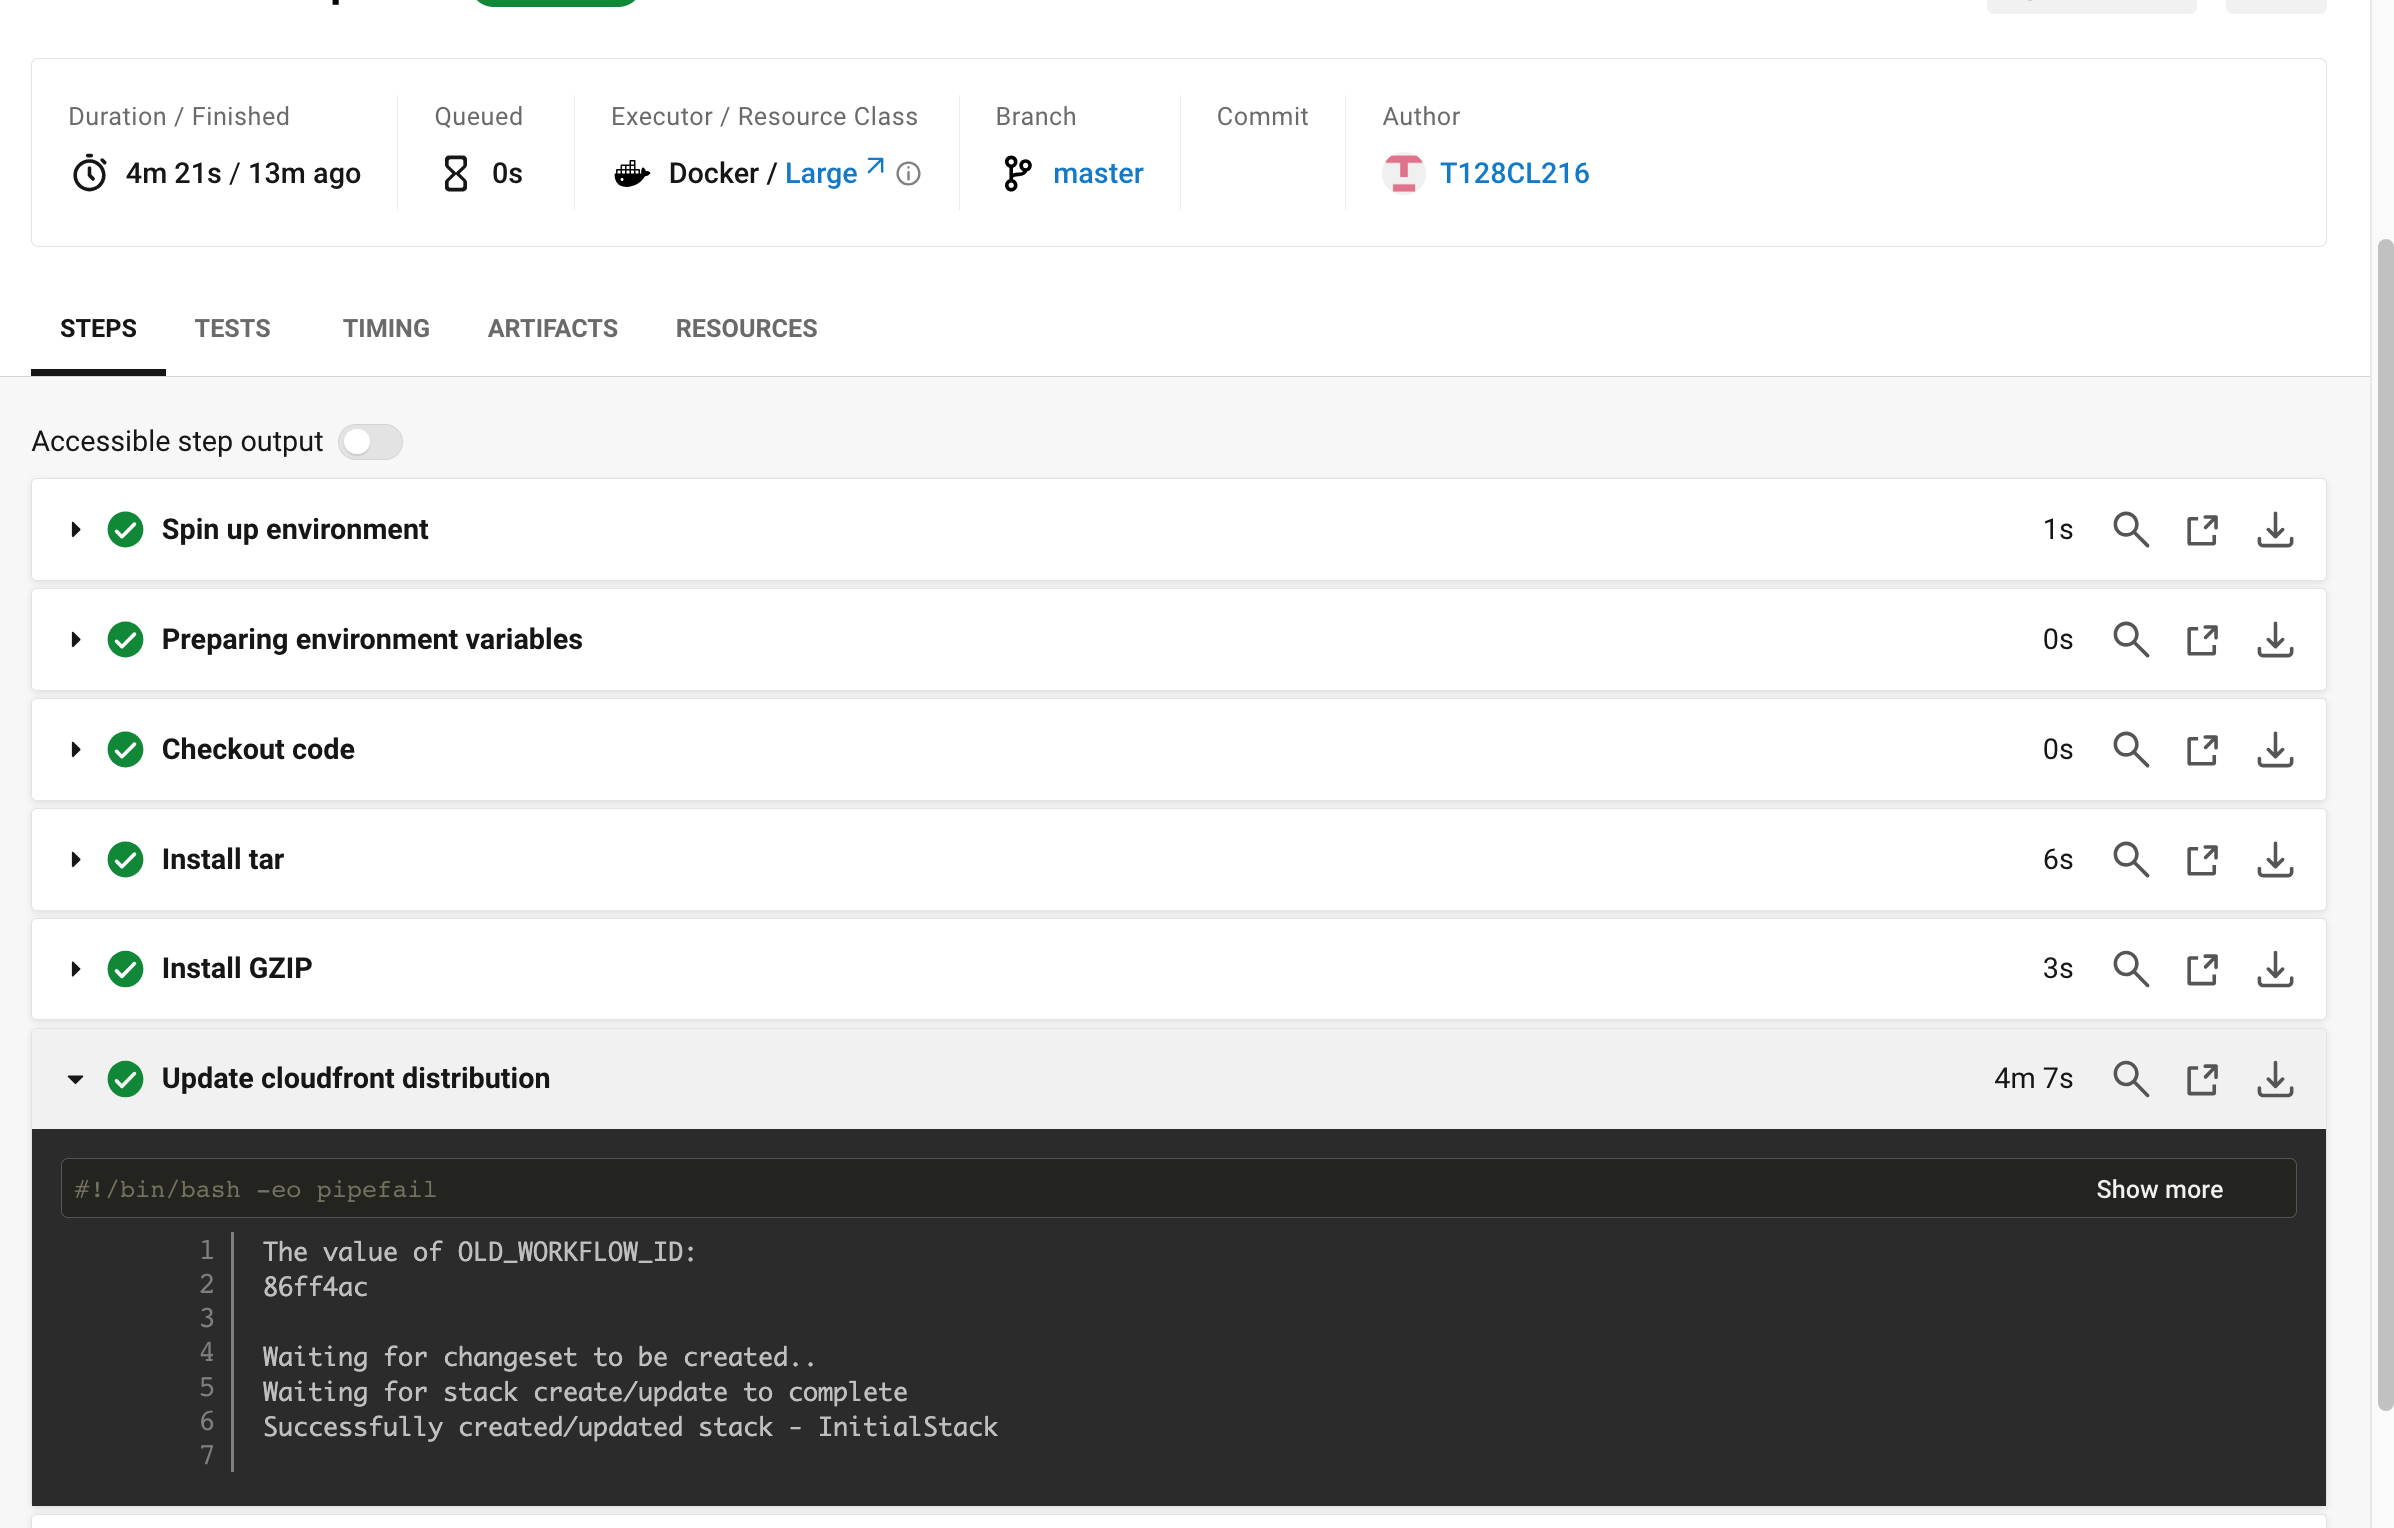 Duration / Finished
4m 21s / 13m ago
Queued
0s
Executor / Resource Class
Docker / Large
Branch
master
Commit
Author
T128CL216
STEPS TESTS TIMING ARTIFACTS RESOURCES
Accessible step output
Spin up environment 1s
Preparing environment variables 0s
Checkout code 0s
Install tar 6s
Install GZIP 3s
Update cloudfront distribution 4m 7s
#!/bin/bash -eo pipefail Show more
1 The value of OLD_WORKFLOW_ID:
2 86ff4ac
3
4 Waiting for changeset to be created..
5 Waiting for stack create/update to complete
6 Successfully created/updated stack - InitialStack
7